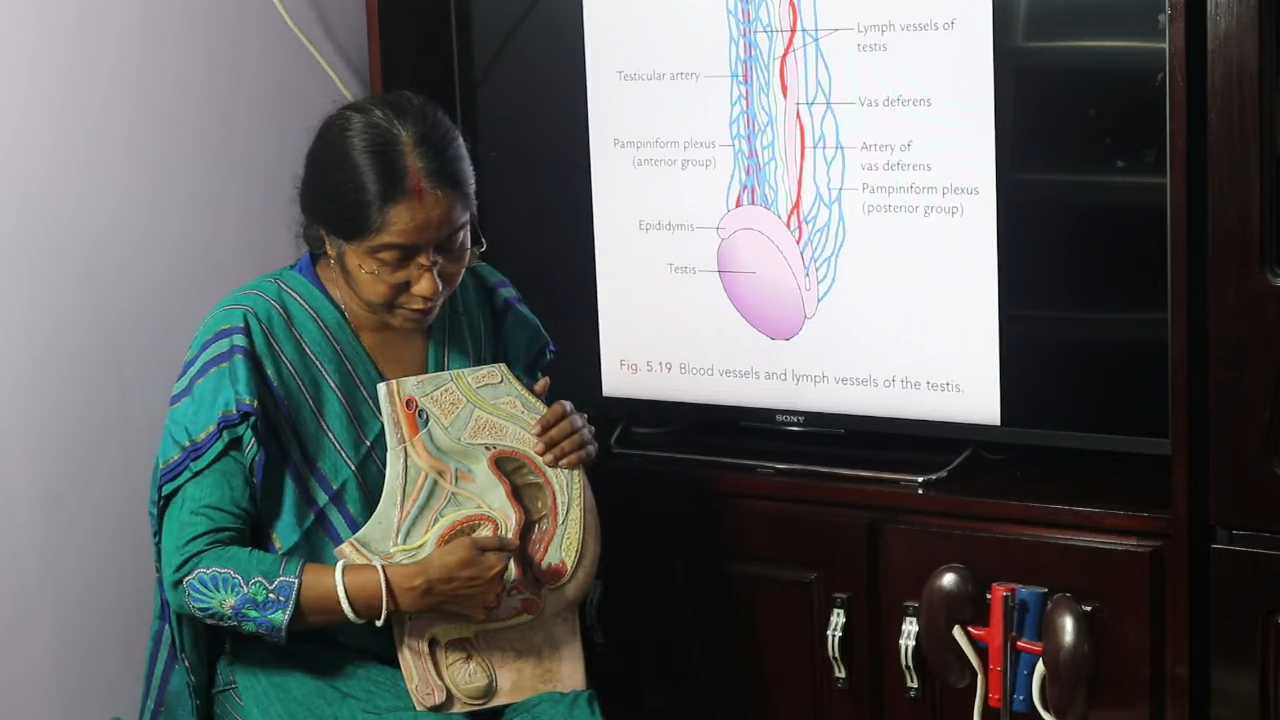 Lymph vessels of
testis
Testicular artery
Vas deferens
Pampiniform plexus
(anterior group)
Artery of
vas deferens
Pampiniform plexus
(posterior group)
Epididymis
Testis
Fig. 5.19 Blood vessels and lymph vessels of the testis.
SONY